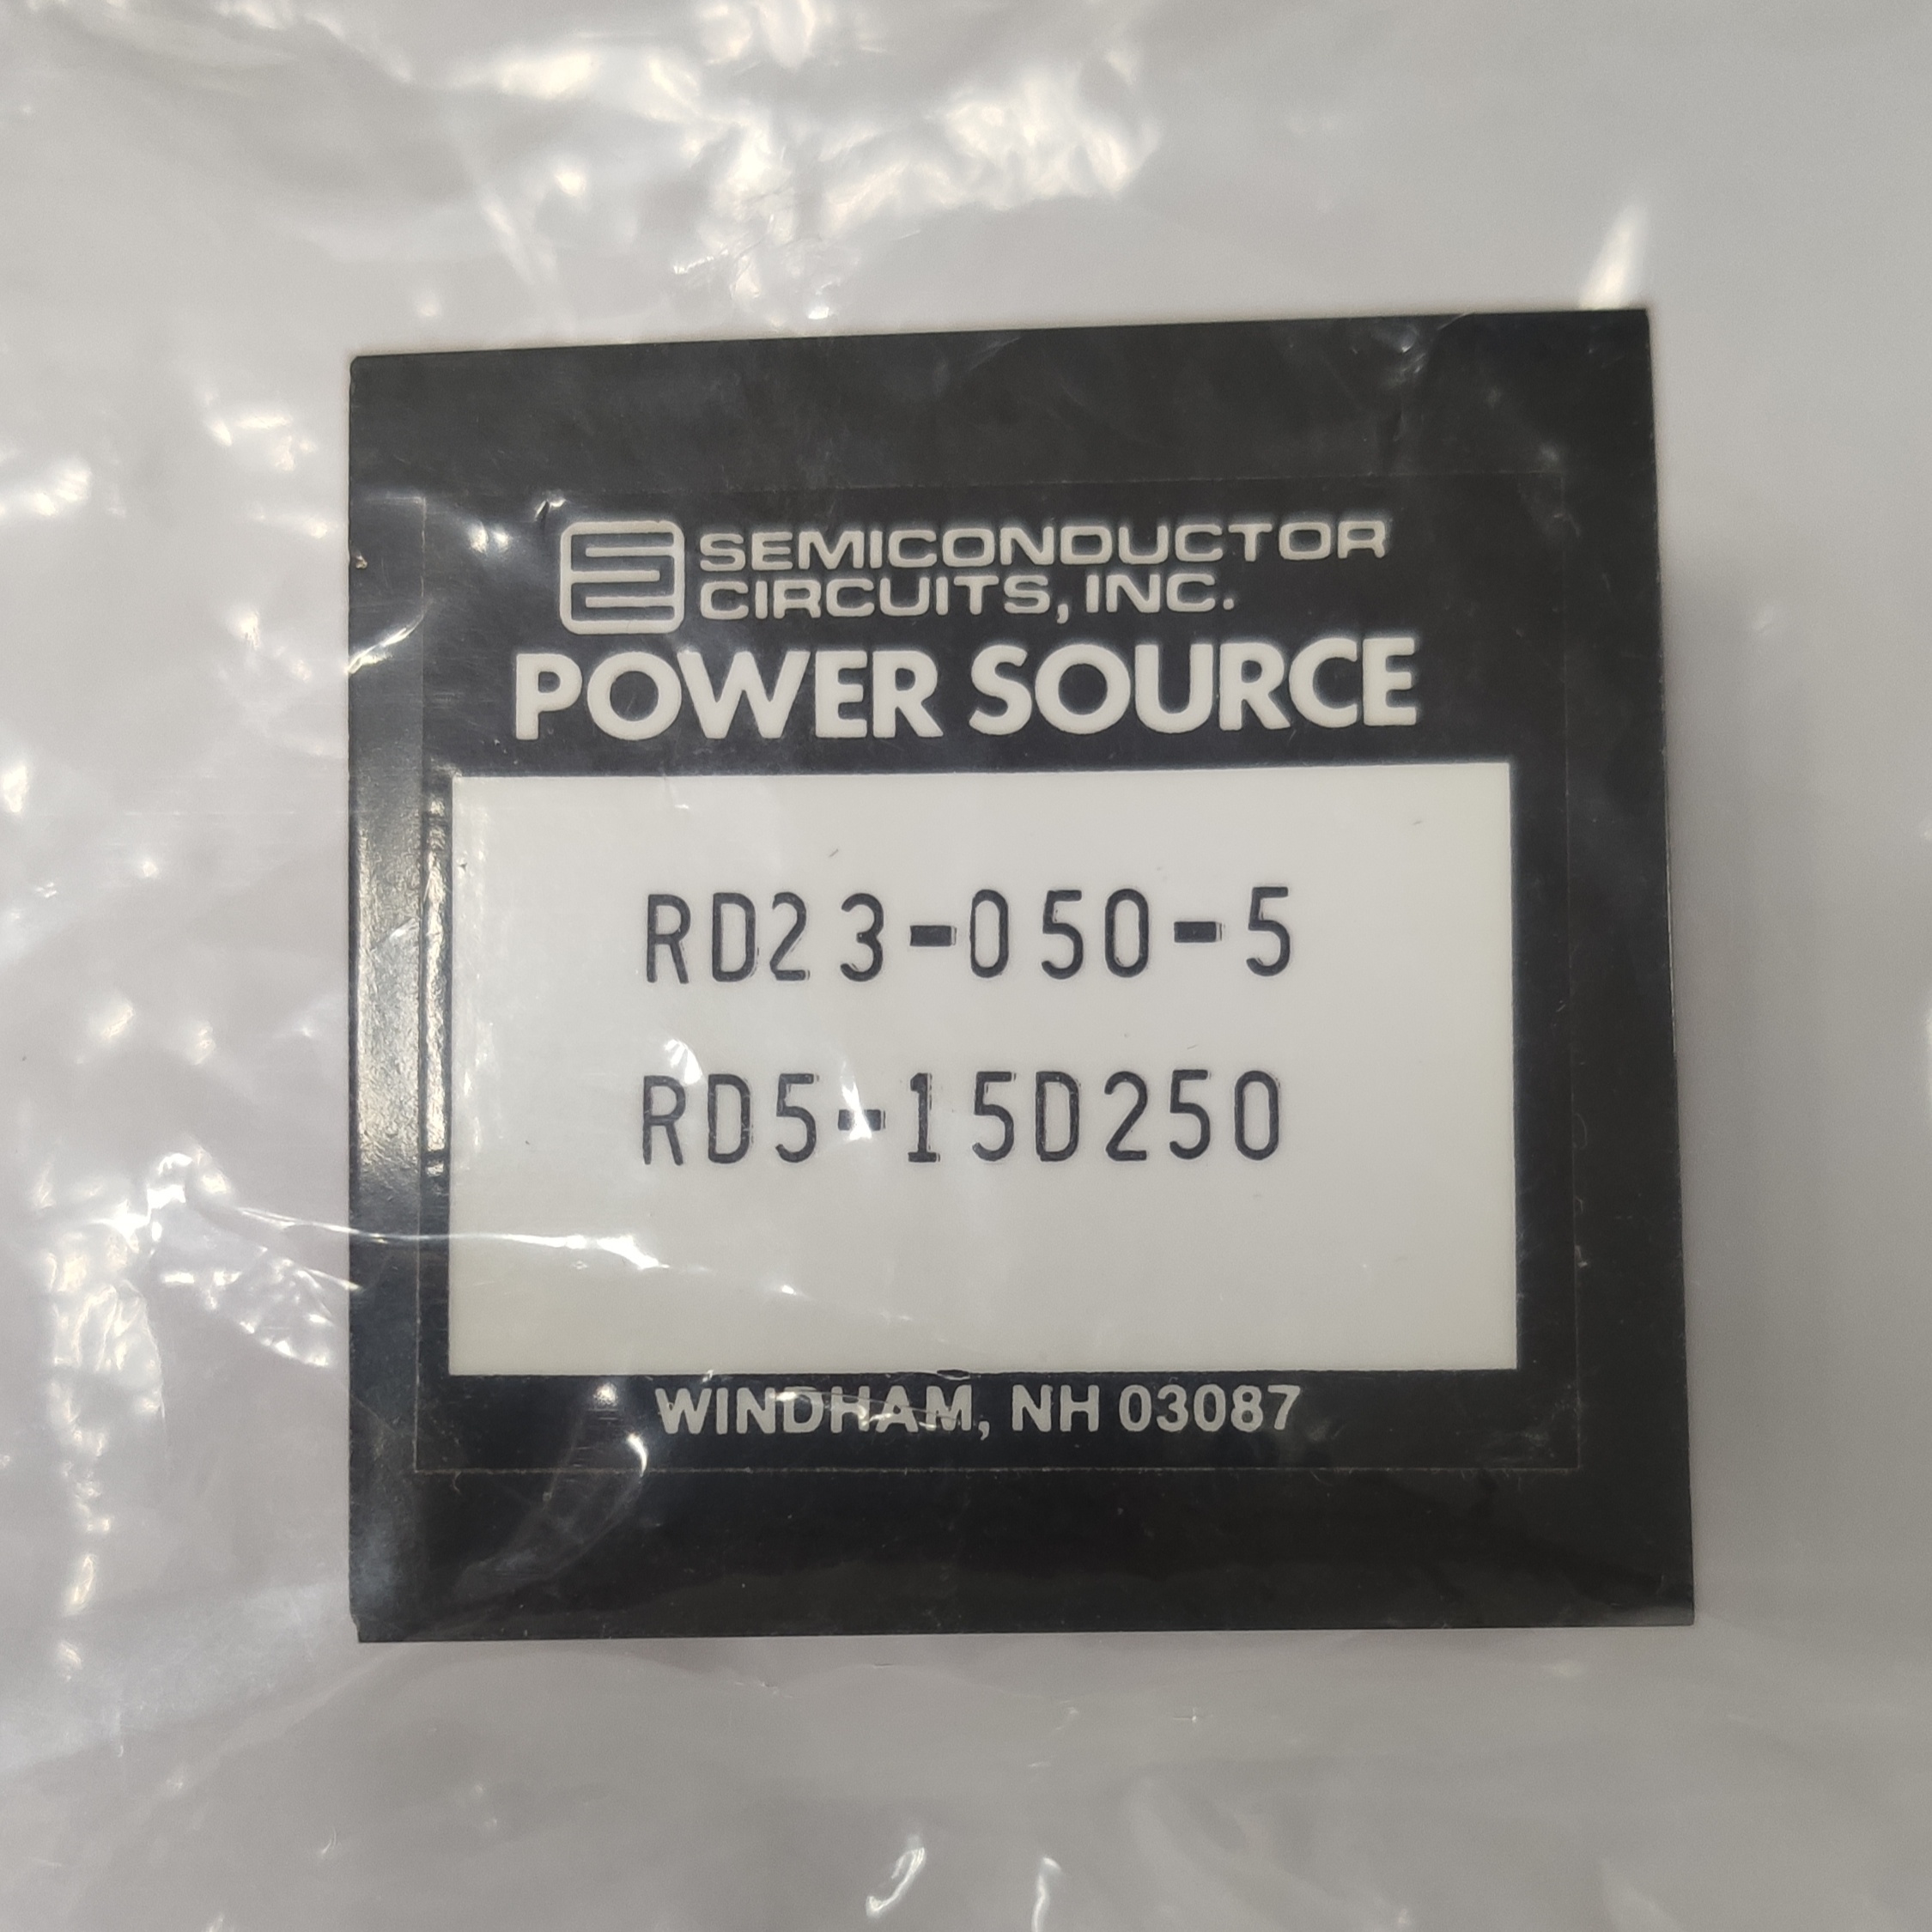 SEMICONDUCTOR
CIRCUITS, INC.
POWER SOURCE
RD23-050-5
RD5-15D250
WINDHAM, NH 03087